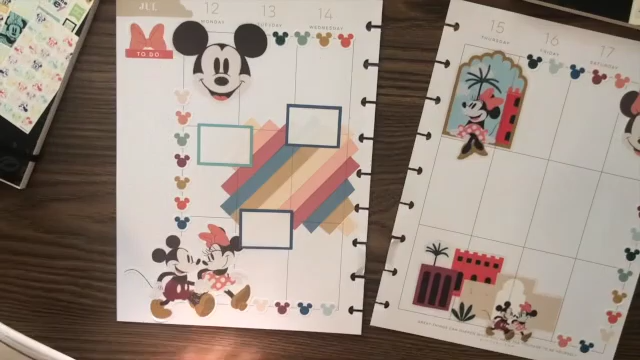 JUL
12 13 14
MONDAY TUESDAY WEDNESDAY
TO DO
15 16 17
THURSDAY FRIDAY SATURDAY